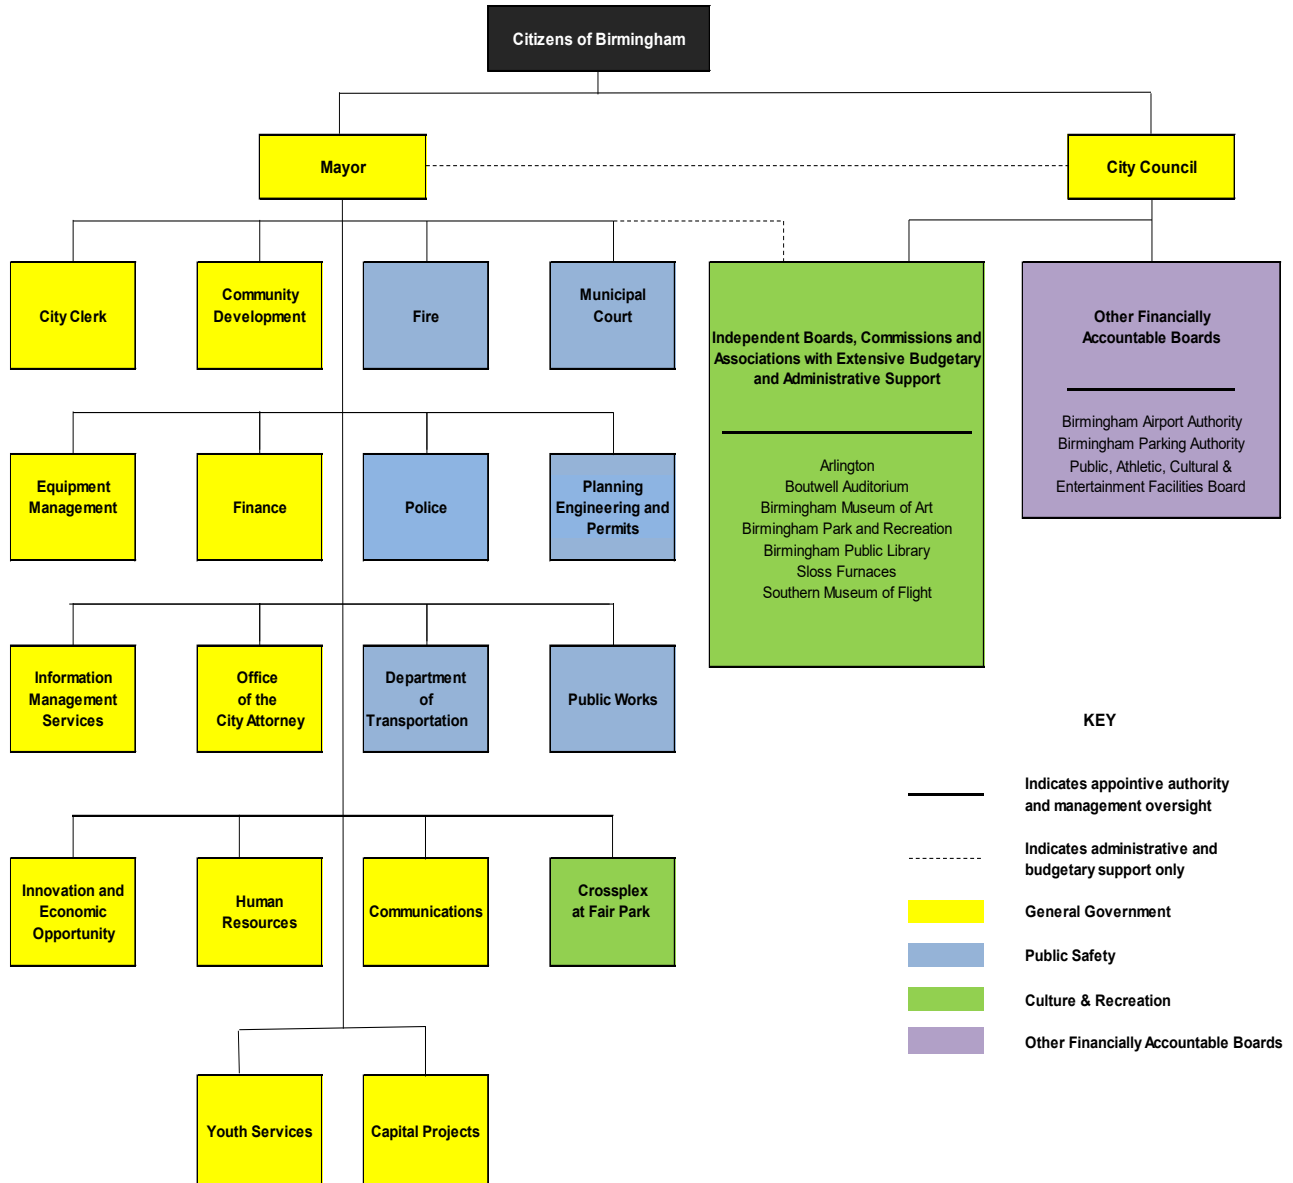 Citizens of Birmingham
Mayor
City Council
City Clerk
Community
Development
Fire
Municipal
Court
Independent Boards, Commissions and
Associations with Extensive Budgetary
and Administrative Support
Arlington
Boutwell Auditorium
Birmingham Museum of Art
Birmingham Park and Recreation
Birmingham Public Library
Sloss Furnaces
Southern Museum of Flight
Other Financially
Accountable Boards
Birmingham Airport Authority
Birmingham Parking Authority
Public, Athletic, Cultural &
Entertainment Facilities Board
Equipment
Management
Finance
Police
Planning
Engineering and
Permits
Information
Management
Services
Office
of the
City Attorney
Department
of
Transportation
Public Works
Innovation and
Economic
Opportunity
Human
Resources
Communications
Crossplex
at Fair Park
Youth Services
Capital Projects
KEY
Indicates appointive authority
and management oversight
Indicates administrative and
budgetary support only
General Government
Public Safety
Culture & Recreation
Other Financially Accountable Boards